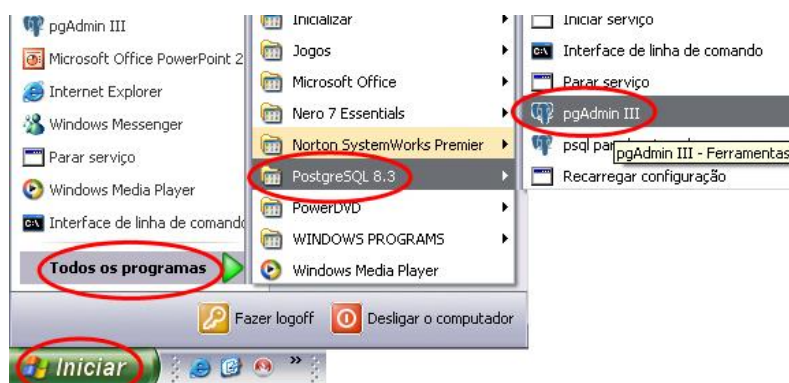 pgAdmin III
Microsoft Office PowerPoint 2
Internet Explorer
Windows Messenger
Parar serviço
Windows Media Player
Interface de linha de comando
Todos os programas
Inicializar
Jogos
Microsoft Office
Nero 7 Essentials
Norton SystemWorks Premier
PostgreSQL 8.3
PowerDVD
WINDOWS PROGRAMS
Windows Media Player
Iniciar serviço
Interface de linha de comando
Parar serviço
pgAdmin III
psql
pgAdmin III - Ferramentas
Recarregar configuração
Fazer logoff
Desligar o computador
Iniciar